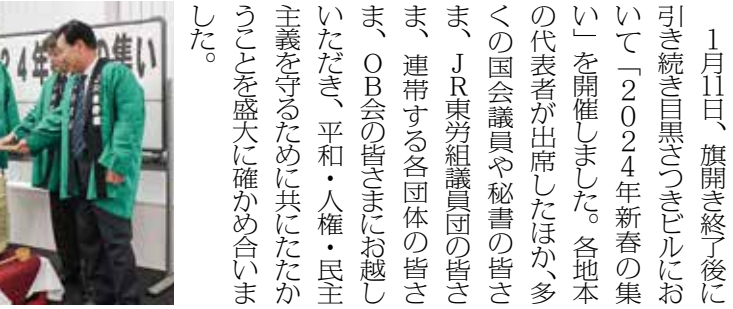 １月11日、旗開き終了後に
引き続き目黒さつきビルにお
いて「２０２４年新春の集
い」を開催しました。各地本
の代表者が出席したほか、多
くの国会議員や秘書の皆さ
ま、ＪＲ東労組議員団の皆さ
ま、連帯する各団体の皆さ
ま、ＯＢ会の皆さまにお越し
いただき、平和・人権・民主
主義を守るために共にたたか
うことを盛大に確かめ合いま
した。
24年
の集い